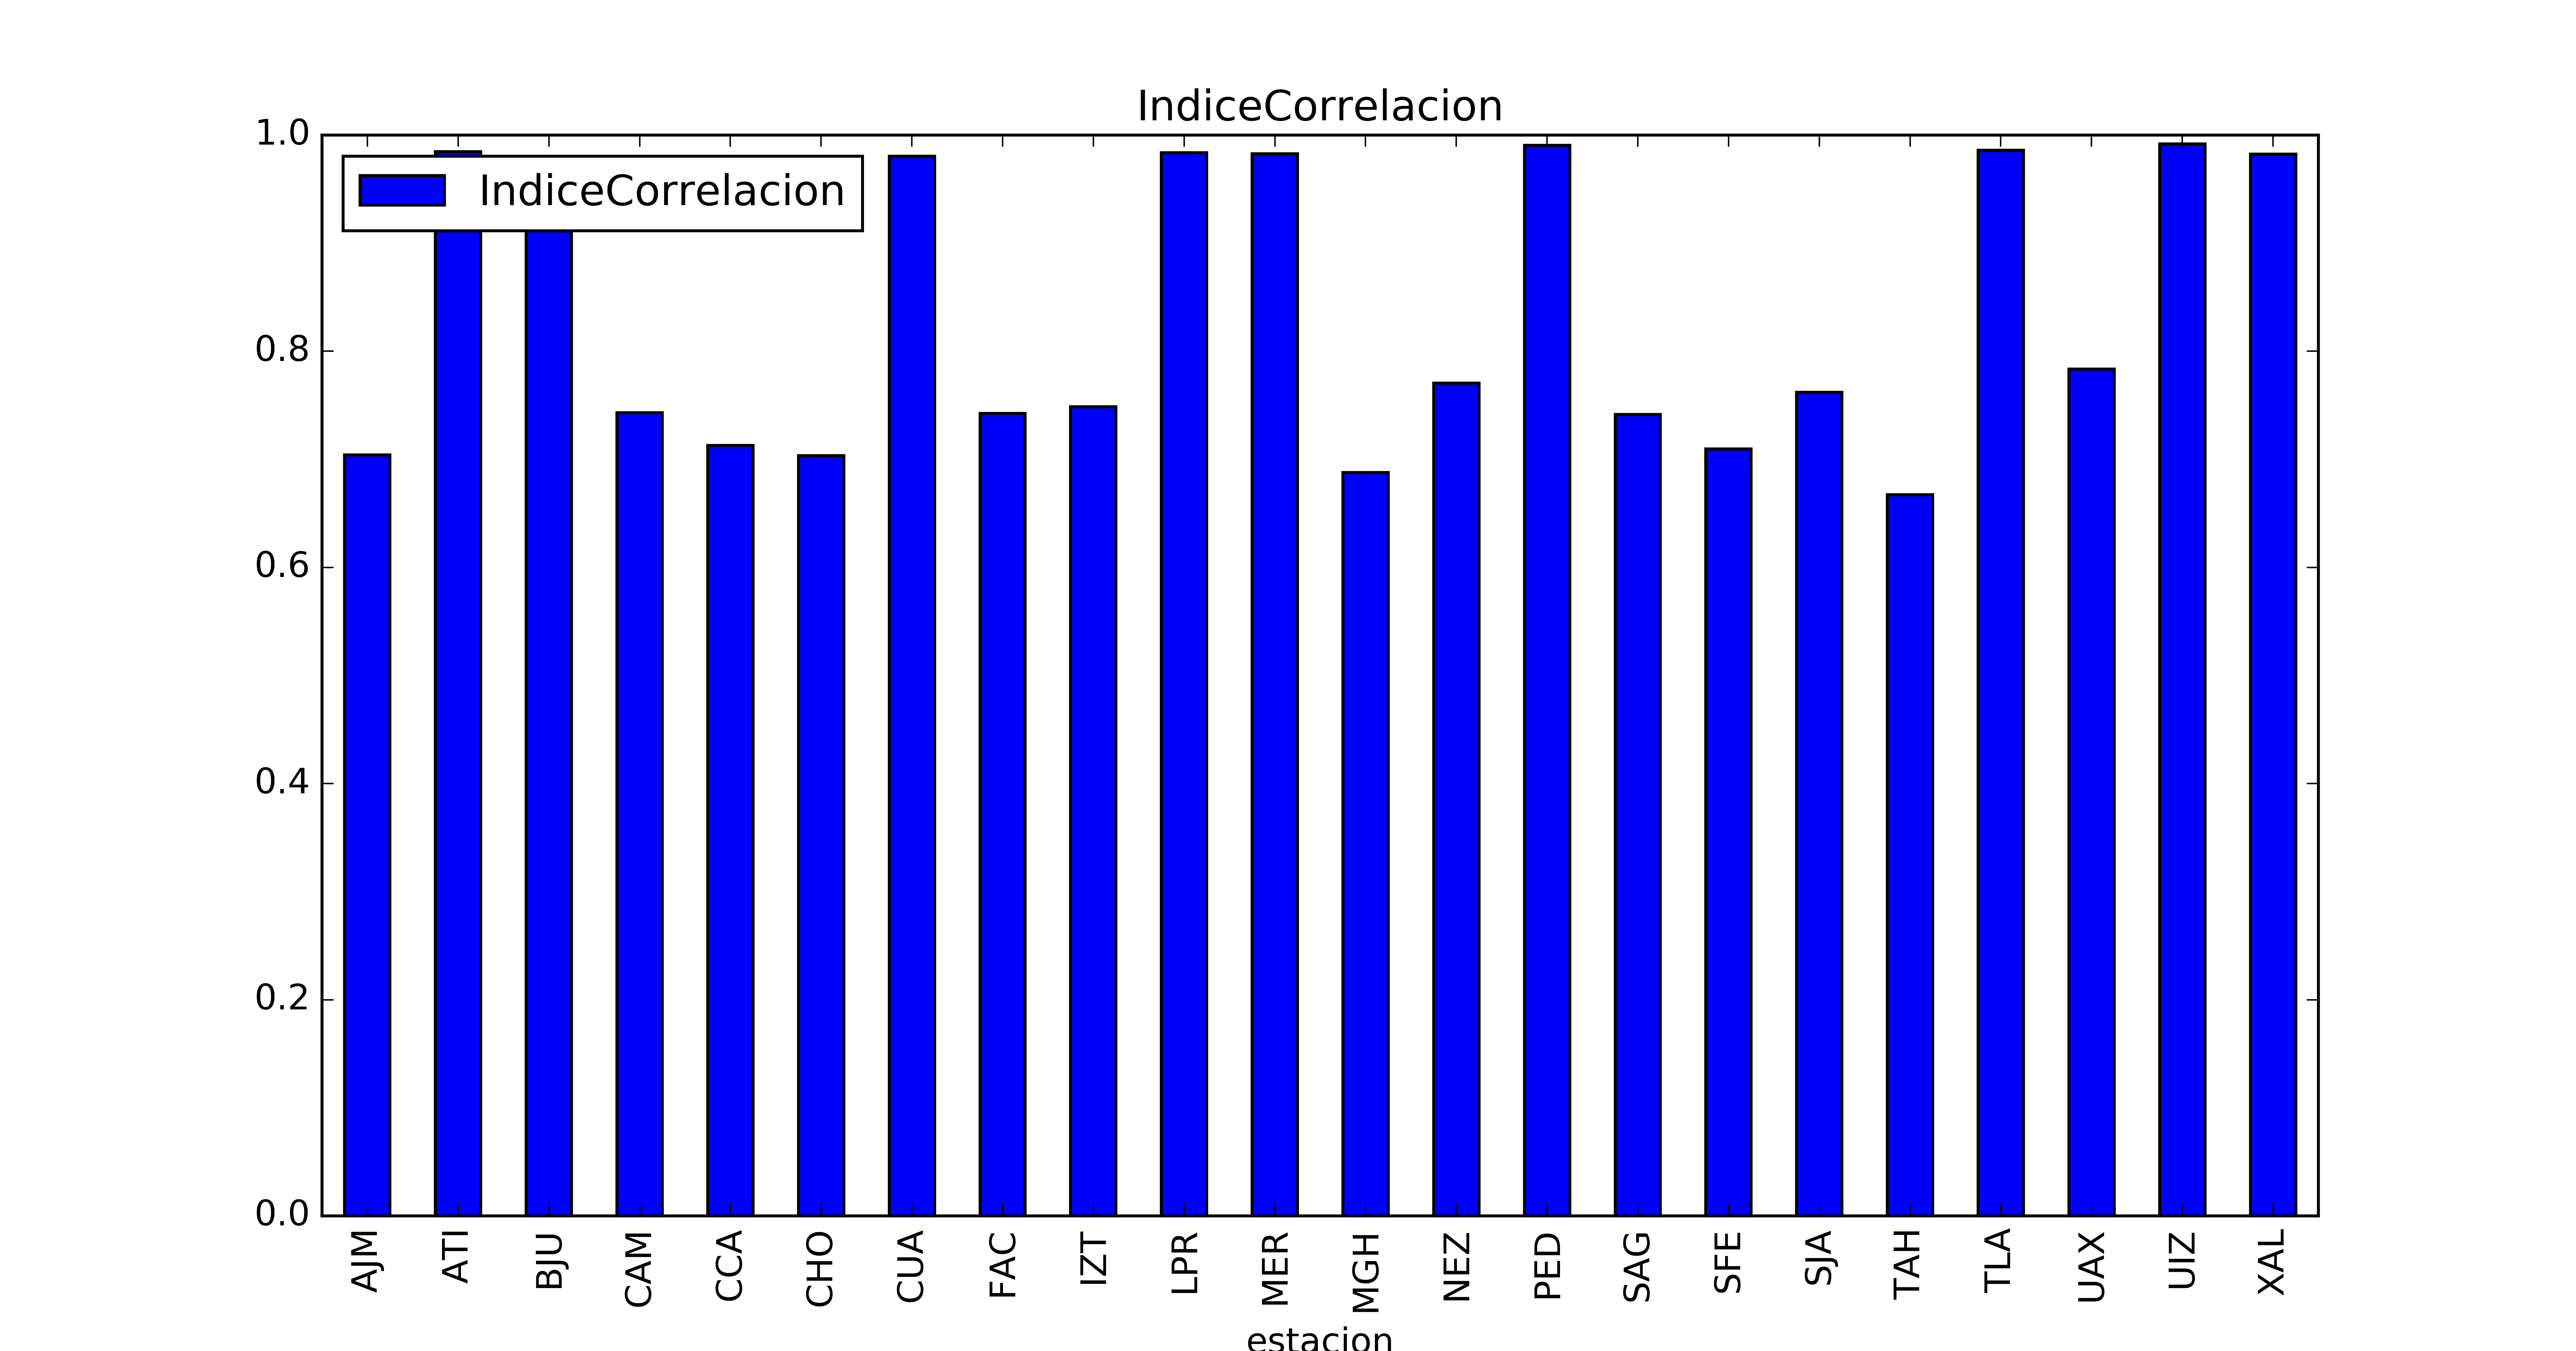 IndiceCorrelacion
IndiceCorrelacion
1.0
0.8
0.6
0.4
0.2
0.0
AJM ATI BJU CAM CCA CHO CUA FAC IZT LPR MER MGH NEZ PED SAG SFE SJA TAH TLA UAX UIZ XAL
estacion